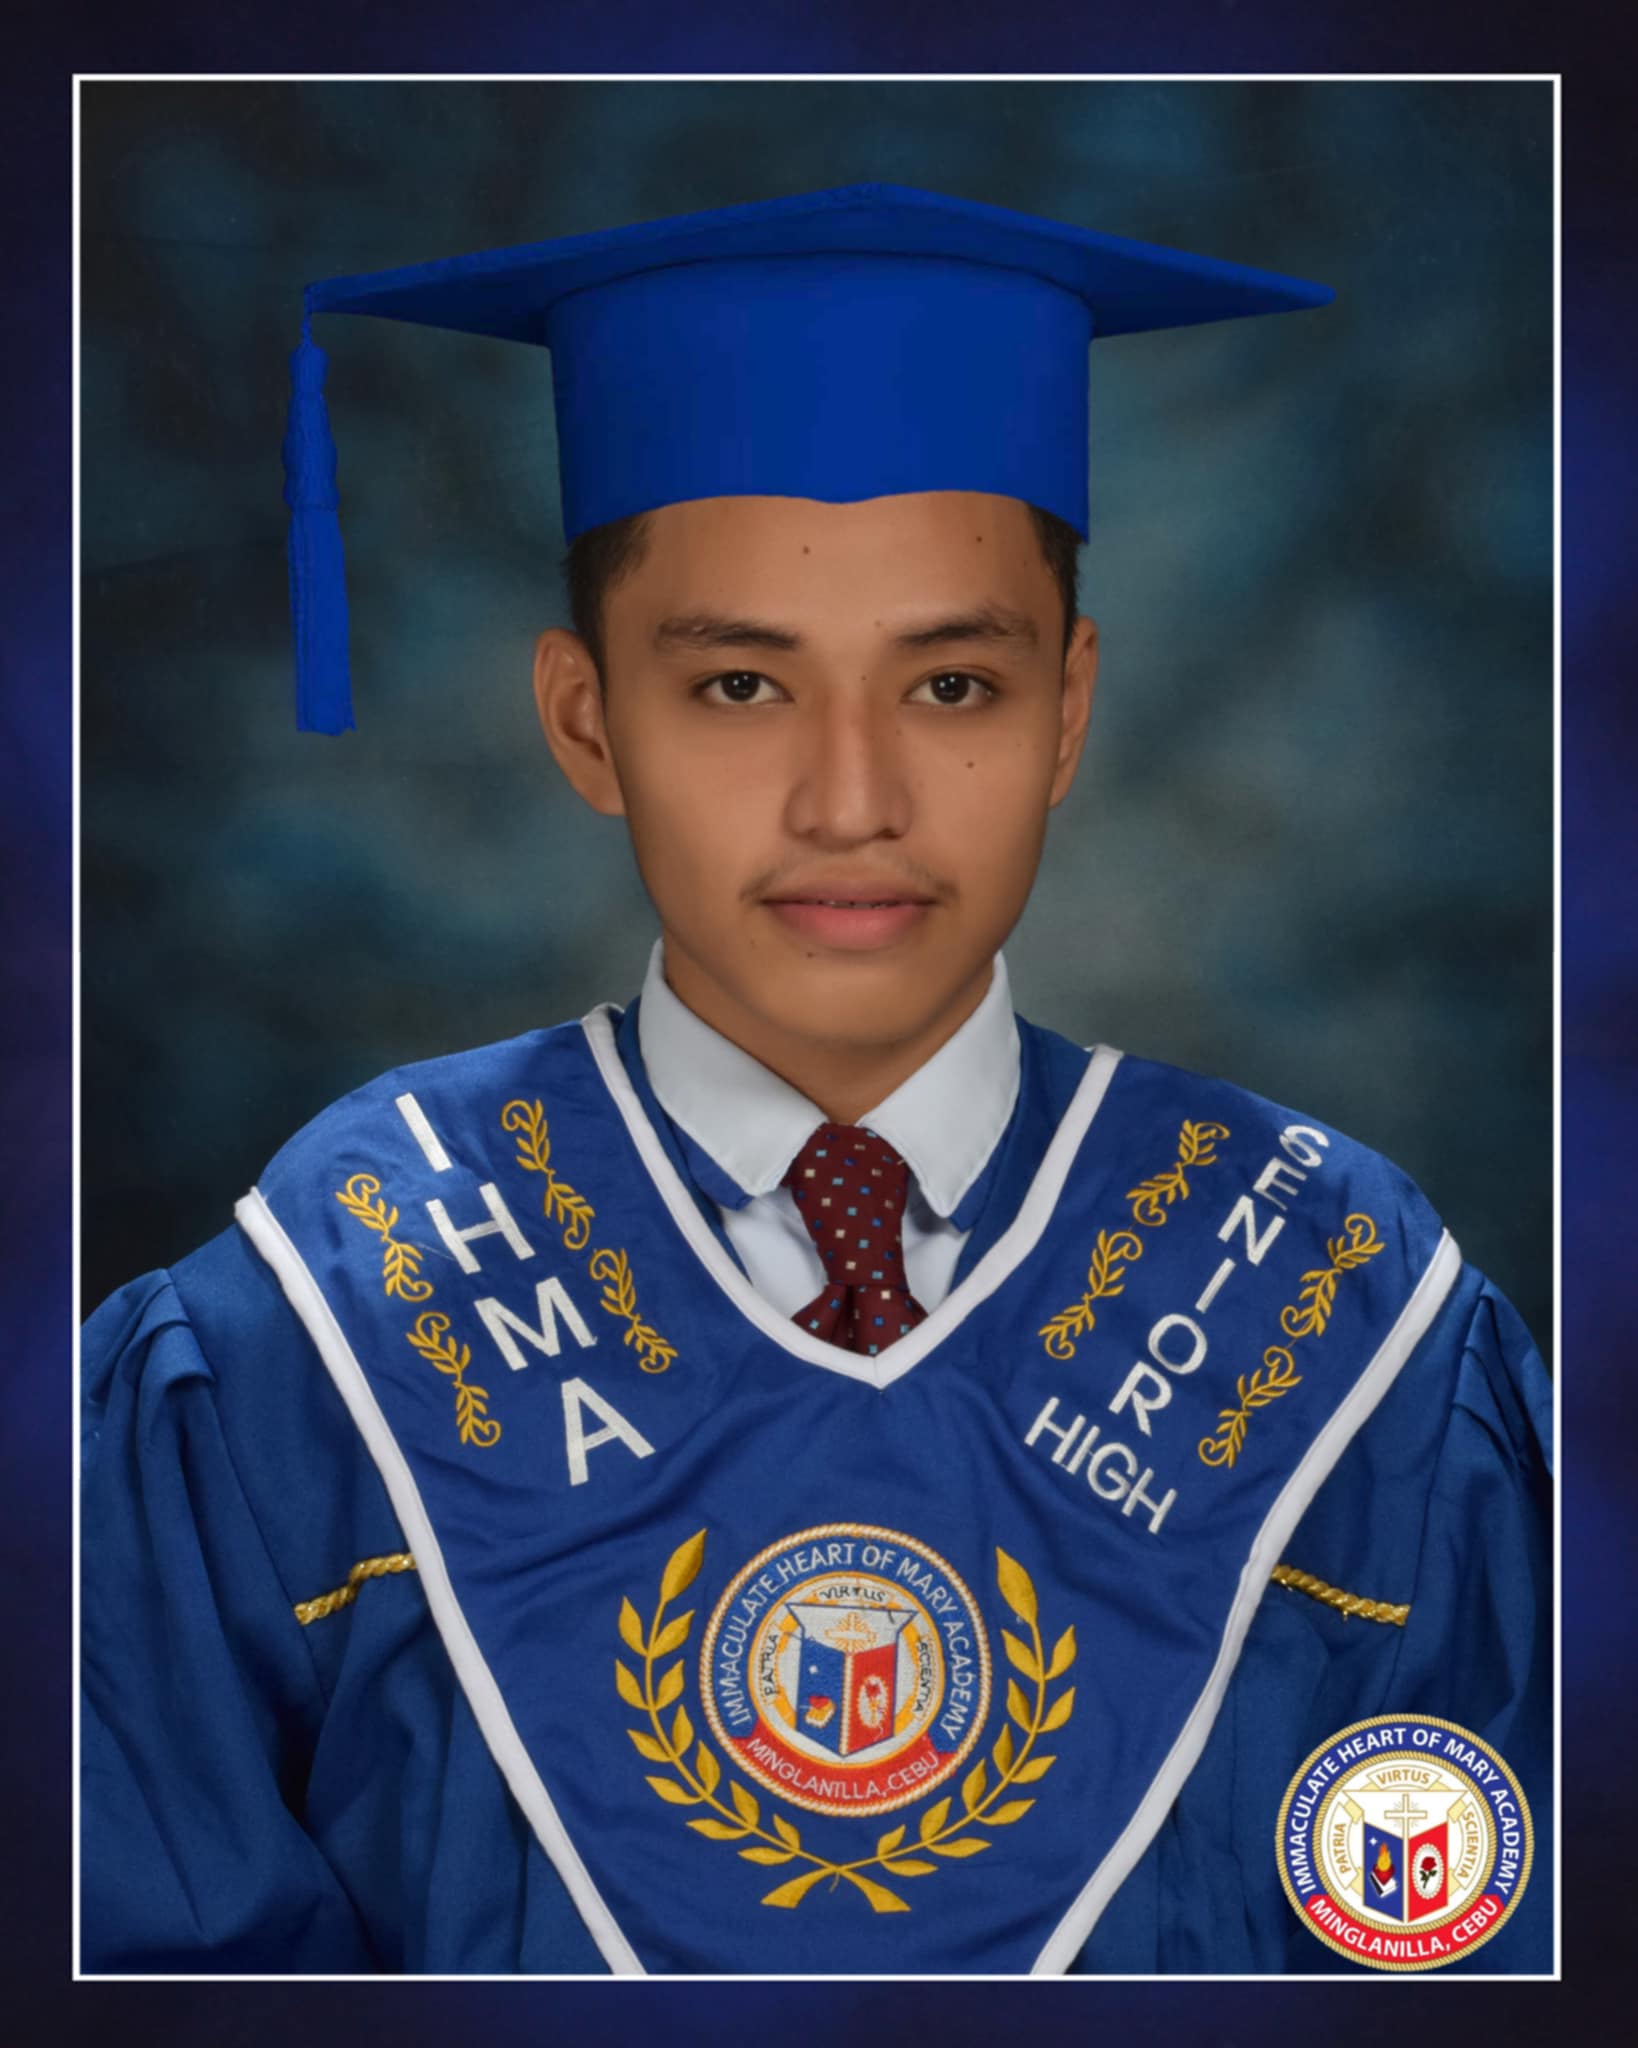 IHMA
SENIOR
HIGH
IMMACULATE HEART OF MARY ACADEMY
VIRTUS
PATRIA
SCIENTIA
MINGLANILLA, CEBU
IMMACULATE HEART OF MARY ACADEMY
VIRTUS
PATRIA
SCIENTIA
MINGLANILLA, CEBU